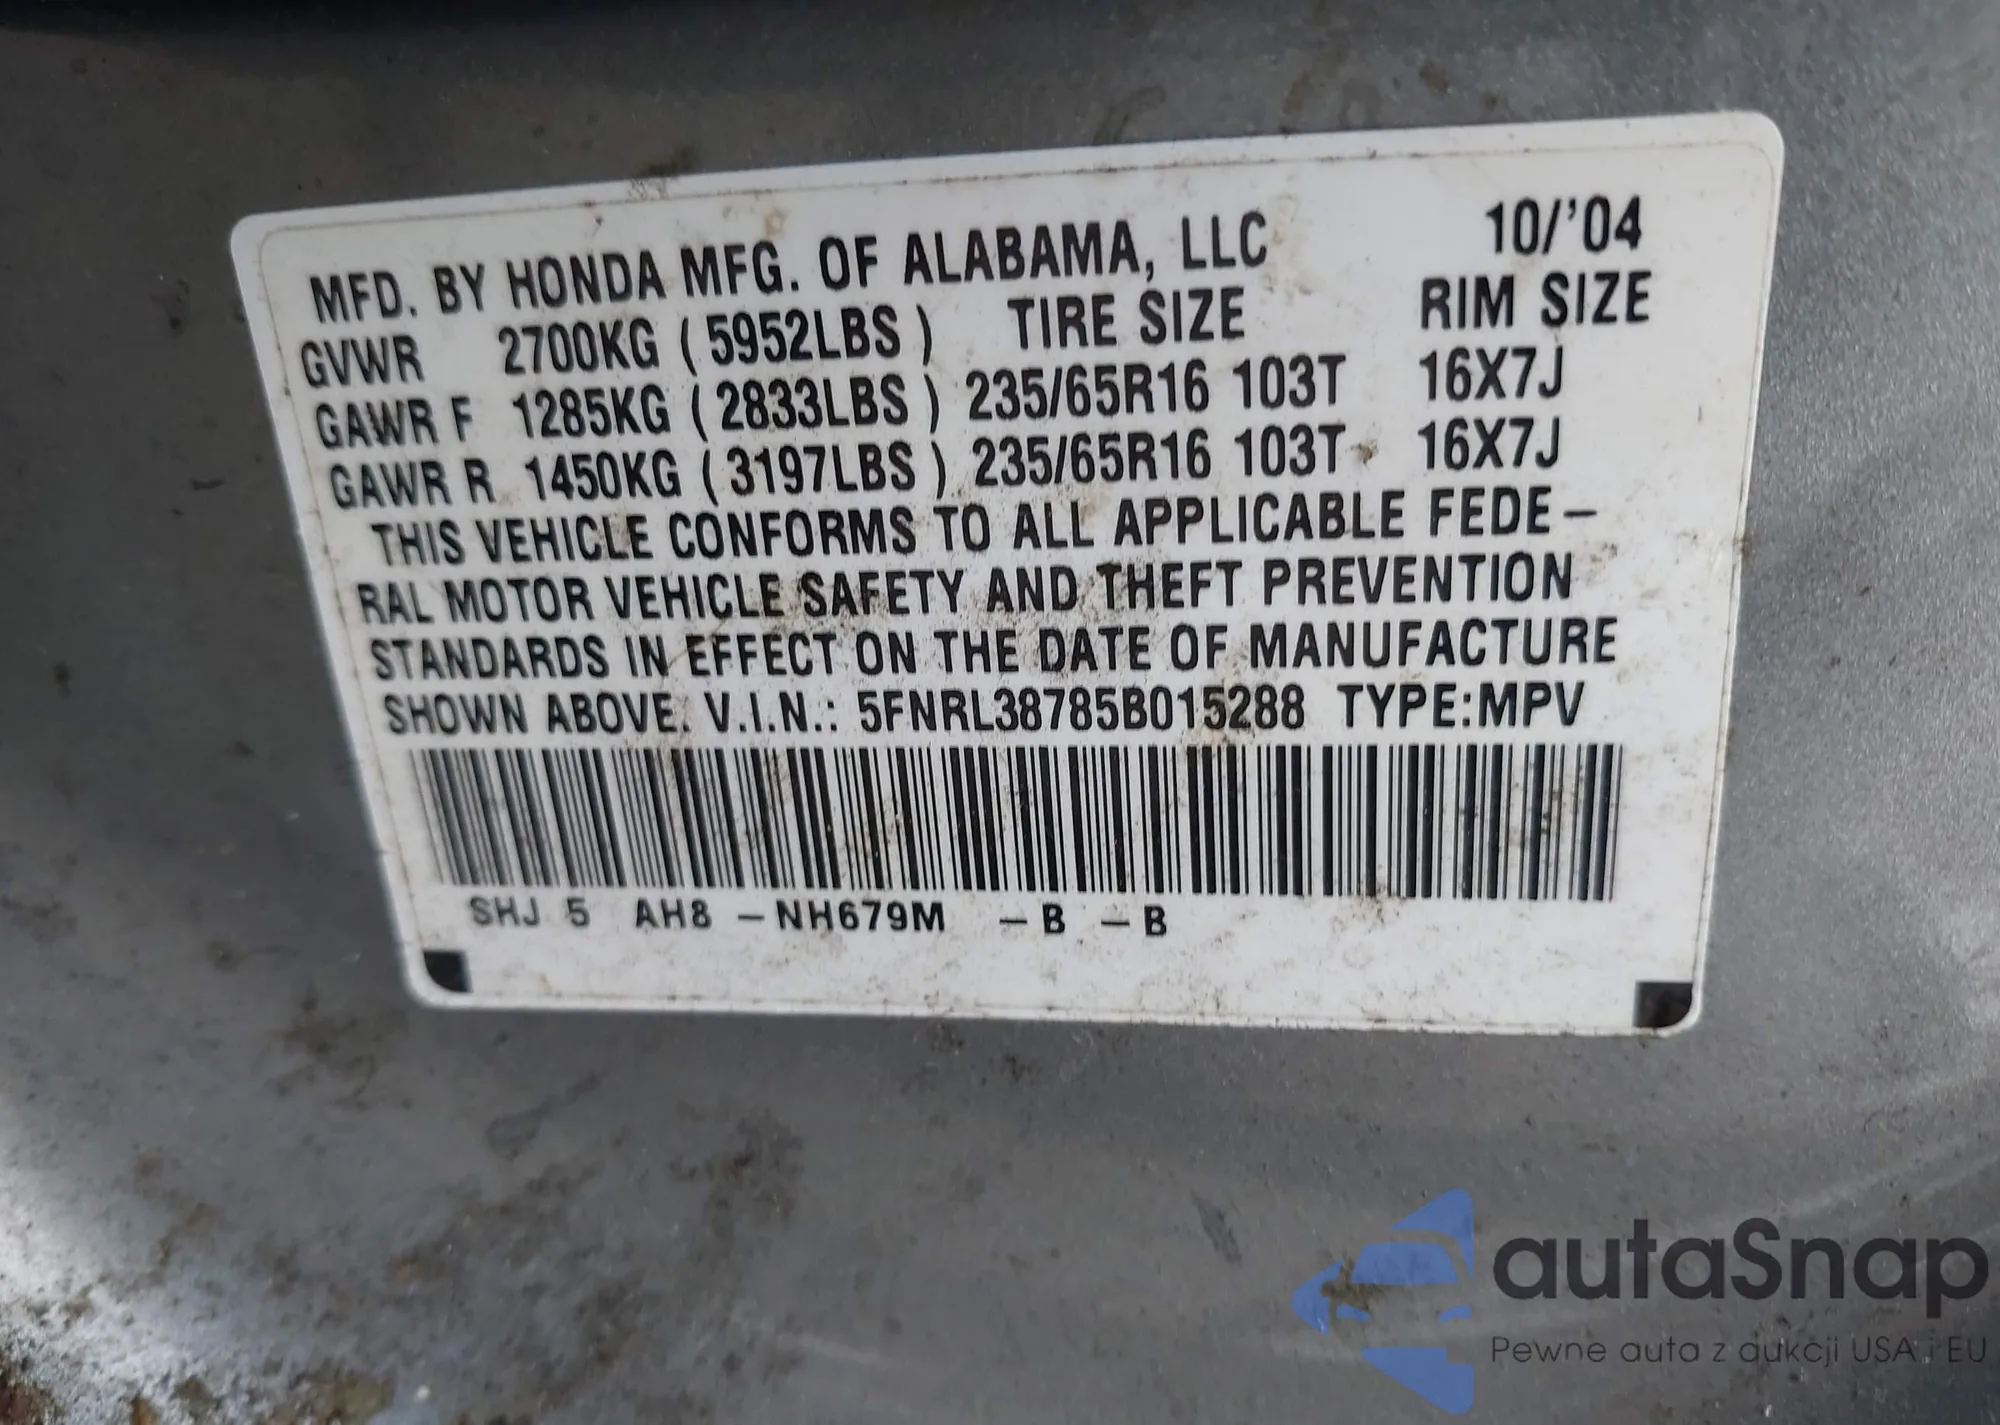 MFD. BY HONDA MFG. OF ALABAMA, LLC 10/'04
GVWR 2700KG ( 5952LBS ) TIRE SIZE RIM SIZE
GAWR F 1285KG ( 2833LBS ) 235/65R16 103T 16X7J
GAWR R 1450KG ( 3197LBS ) 235/65R16 103T 16X7J
THIS VEHICLE CONFORMS TO ALL APPLICABLE FEDE-
RAL MOTOR VEHICLE SAFETY AND THEFT PREVENTION
STANDARDS IN EFFECT ON THE DATE OF MANUFACTURE
SHOWN ABOVE. V.I.N.: 5FNRL38785B015288 TYPE:MPV
SHJ 5 AH8 -NH679M -B -B
autaSnap
Pewne auta z aukcji USA i EU